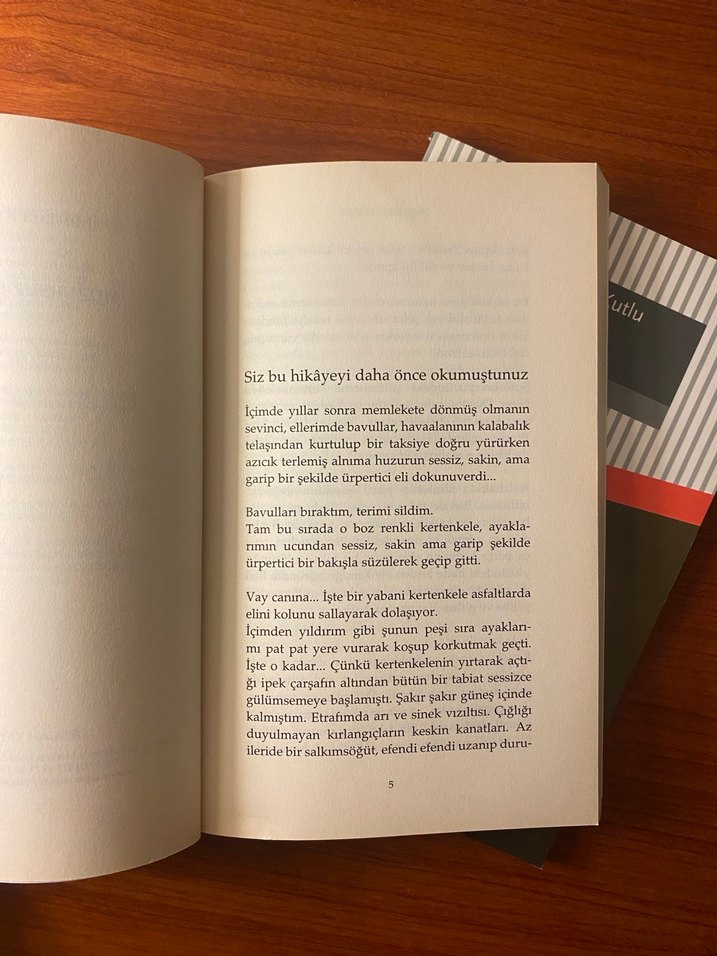 Kutlu
Siz bu hikâyeyi daha önce okumuştunuz
İçimde yıllar sonra memlekete dönmüş olmanın
sevinci, ellerimde bavullar, havaalanının kalabalık
telaşından kurtulup bir taksiye doğru yürürken
azıcık terlemiş alnıma huzurun sessiz, sakin, ama
garip bir şekilde ürpertici eli dokunuverdi...
Bavulları bıraktım, terimi sildim.
Tam bu sırada o boz renkli kertenkele, ayakla-
rımın ucundan sessiz, sakin ama garip şekilde
ürpertici bir bakışla süzülerek geçip gitti.
Vay canına... İşte bir yabani kertenkele asfaltlarda
elini kolunu sallayarak dolaşıyor.
İçimden yıldırım gibi şunun peşi sıra ayakları-
mı pat pat yere vurarak koşup korkutmak geçti.
İşte o kadar... Çünkü kertenkelenin yırtarak açtı-
ğı ipek çarşafın altından bütün bir tabiat sessizce
gülümsemeye başlamıştı. Şakır şakır güneş içinde
kalmıştım. Etrafımda arı ve sinek vızıltısı. Çığlığı
duyulmayan kırlangıçların keskin kanatları. Az
ileride bir salkımsöğüt, efendi efendi uzanıp duru-
5